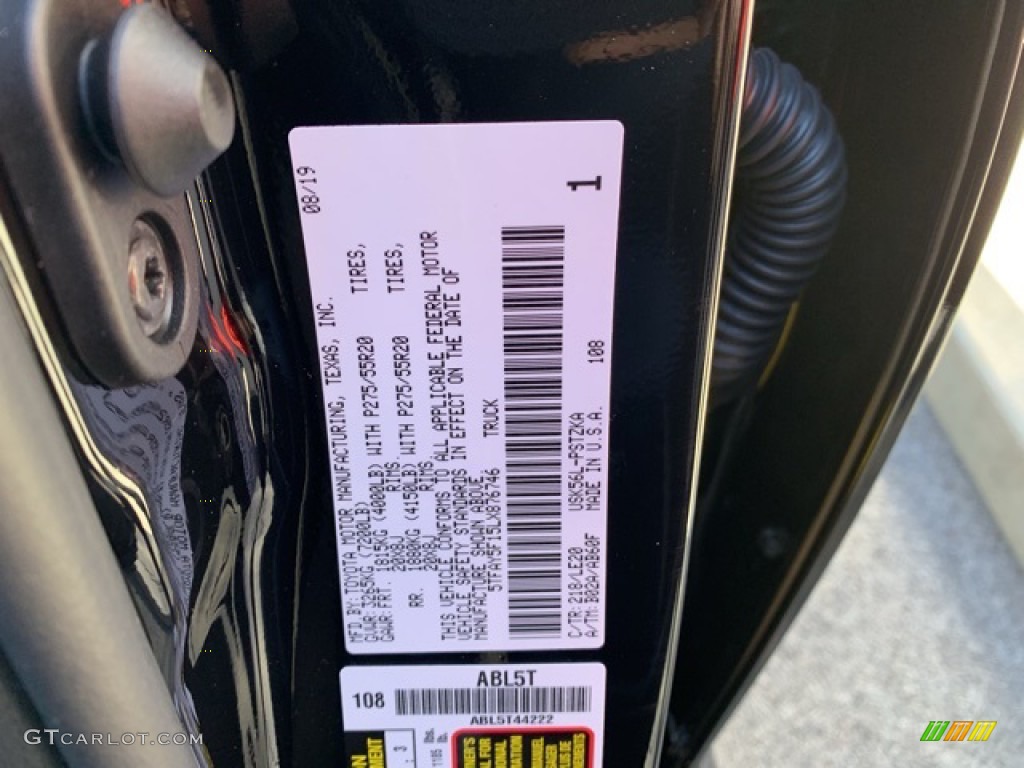 08/19
MFD BY: TOYOTA MOTOR MANUFACTURING, TEXAS, INC.
GVWR: 3265KG (7200LB)
GAWR: FRT. 1815KG (4000LB) WITH P275/55R20 TIRES,
20x8J RIMS
RR. 1880KG (4150LB) WITH P275/55R20 TIRES,
20x8J RIMS
THIS VEHICLE CONFORMS TO ALL APPLICABLE FEDERAL MOTOR
VEHICLE SAFETY STANDARDS IN EFFECT ON THE DATE OF
MANUFACTURE SHOWN ABOVE.
5TFAY5F15LX876746 TRUCK
1
C/TR: 218/LE20 USK56L-PSTZKA 108
A/TM: B02A/AB60F MADE IN U.S.A.
ABL5T
108
ABL5T44222
3
GTCarLot.com